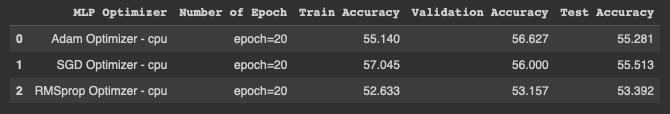 MLP Optimizer Number of Epoch Train Accuracy Validation Accuracy Test Accuracy
0 Adam Optimizer - cpu epoch=20 55.140 56.627 55.281
1 SGD Optimizer - cpu epoch=20 57.045 56.000 55.513
2 RMSprop Optimzer - cpu epoch=20 52.633 53.157 53.392